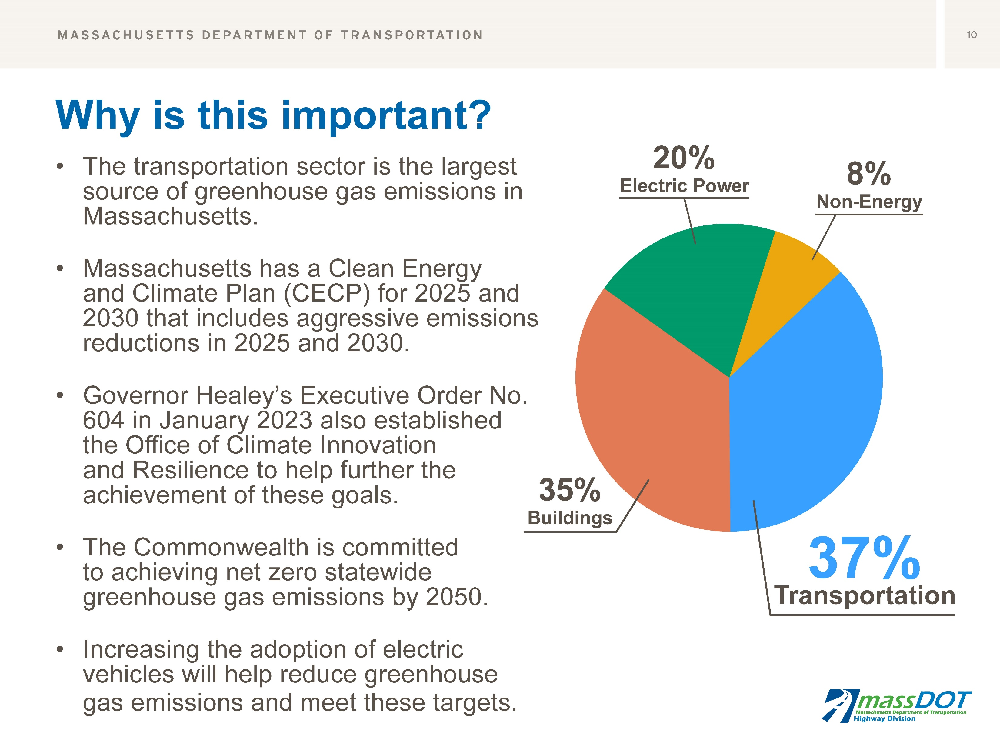 MASSACHUSETTS DEPARTMENT OF TRANSPORTATION
10
Why is this important?
• The transportation sector is the largest
source of greenhouse gas emissions in
Massachusetts.
• Massachusetts has a Clean Energy
and Climate Plan (CECP) for 2025 and
2030 that includes aggressive emissions
reductions in 2025 and 2030.
• Governor Healey’s Executive Order No.
604 in January 2023 also established
the Office of Climate Innovation
and Resilience to help further the
achievement of these goals.
• The Commonwealth is committed
to achieving net zero statewide
greenhouse gas emissions by 2050.
• Increasing the adoption of electric
vehicles will help reduce greenhouse
gas emissions and meet these targets.
20%
Electric Power
8%
Non-Energy
35%
Buildings
37%
Transportation
massDOT
Massachusetts Department of Transportation
Highway Division